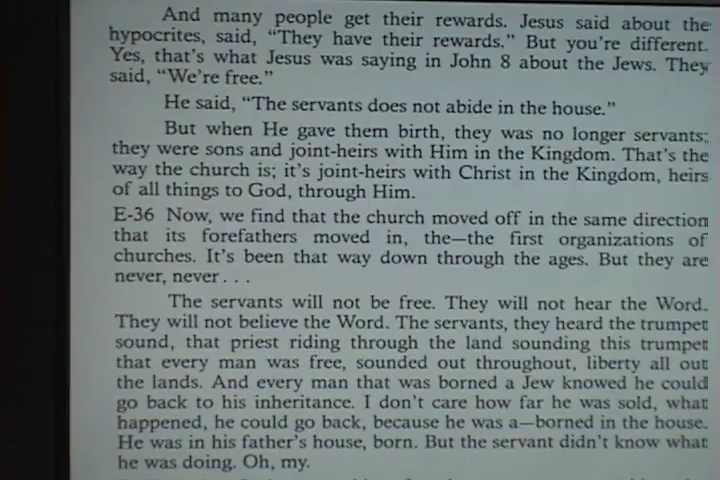 And many people get their rewards. Jesus said about the
hypocrites, said, “They have their rewards.” But you’re different.
Yes, that’s what Jesus was saying in John 8 about the Jews. They
said, “We’re free.”
He said, “The servants does not abide in the house.”
But when He gave them birth, they was no longer servants;
they were sons and joint-heirs with Him in the Kingdom. That’s the
way the church is; it’s joint-heirs with Christ in the Kingdom, heirs
of all things to God, through Him.
E-36 Now, we find that the church moved off in the same direction
that its forefathers moved in, the—the first organizations of
churches. It’s been that way down through the ages. But they are
never, never . . .
The servants will not be free. They will not hear the Word.
They will not believe the Word. The servants, they heard the trumpet
sound, that priest riding through the land sounding this trumpet
that every man was free, sounded out throughout, liberty all out
the lands. And every man that was borned a Jew knowed he could
go back to his inheritance. I don’t care how far he was sold, what
happened, he could go back, because he was a—borned in the house.
He was in his father’s house, born. But the servant didn’t know what
he was doing. Oh, my.